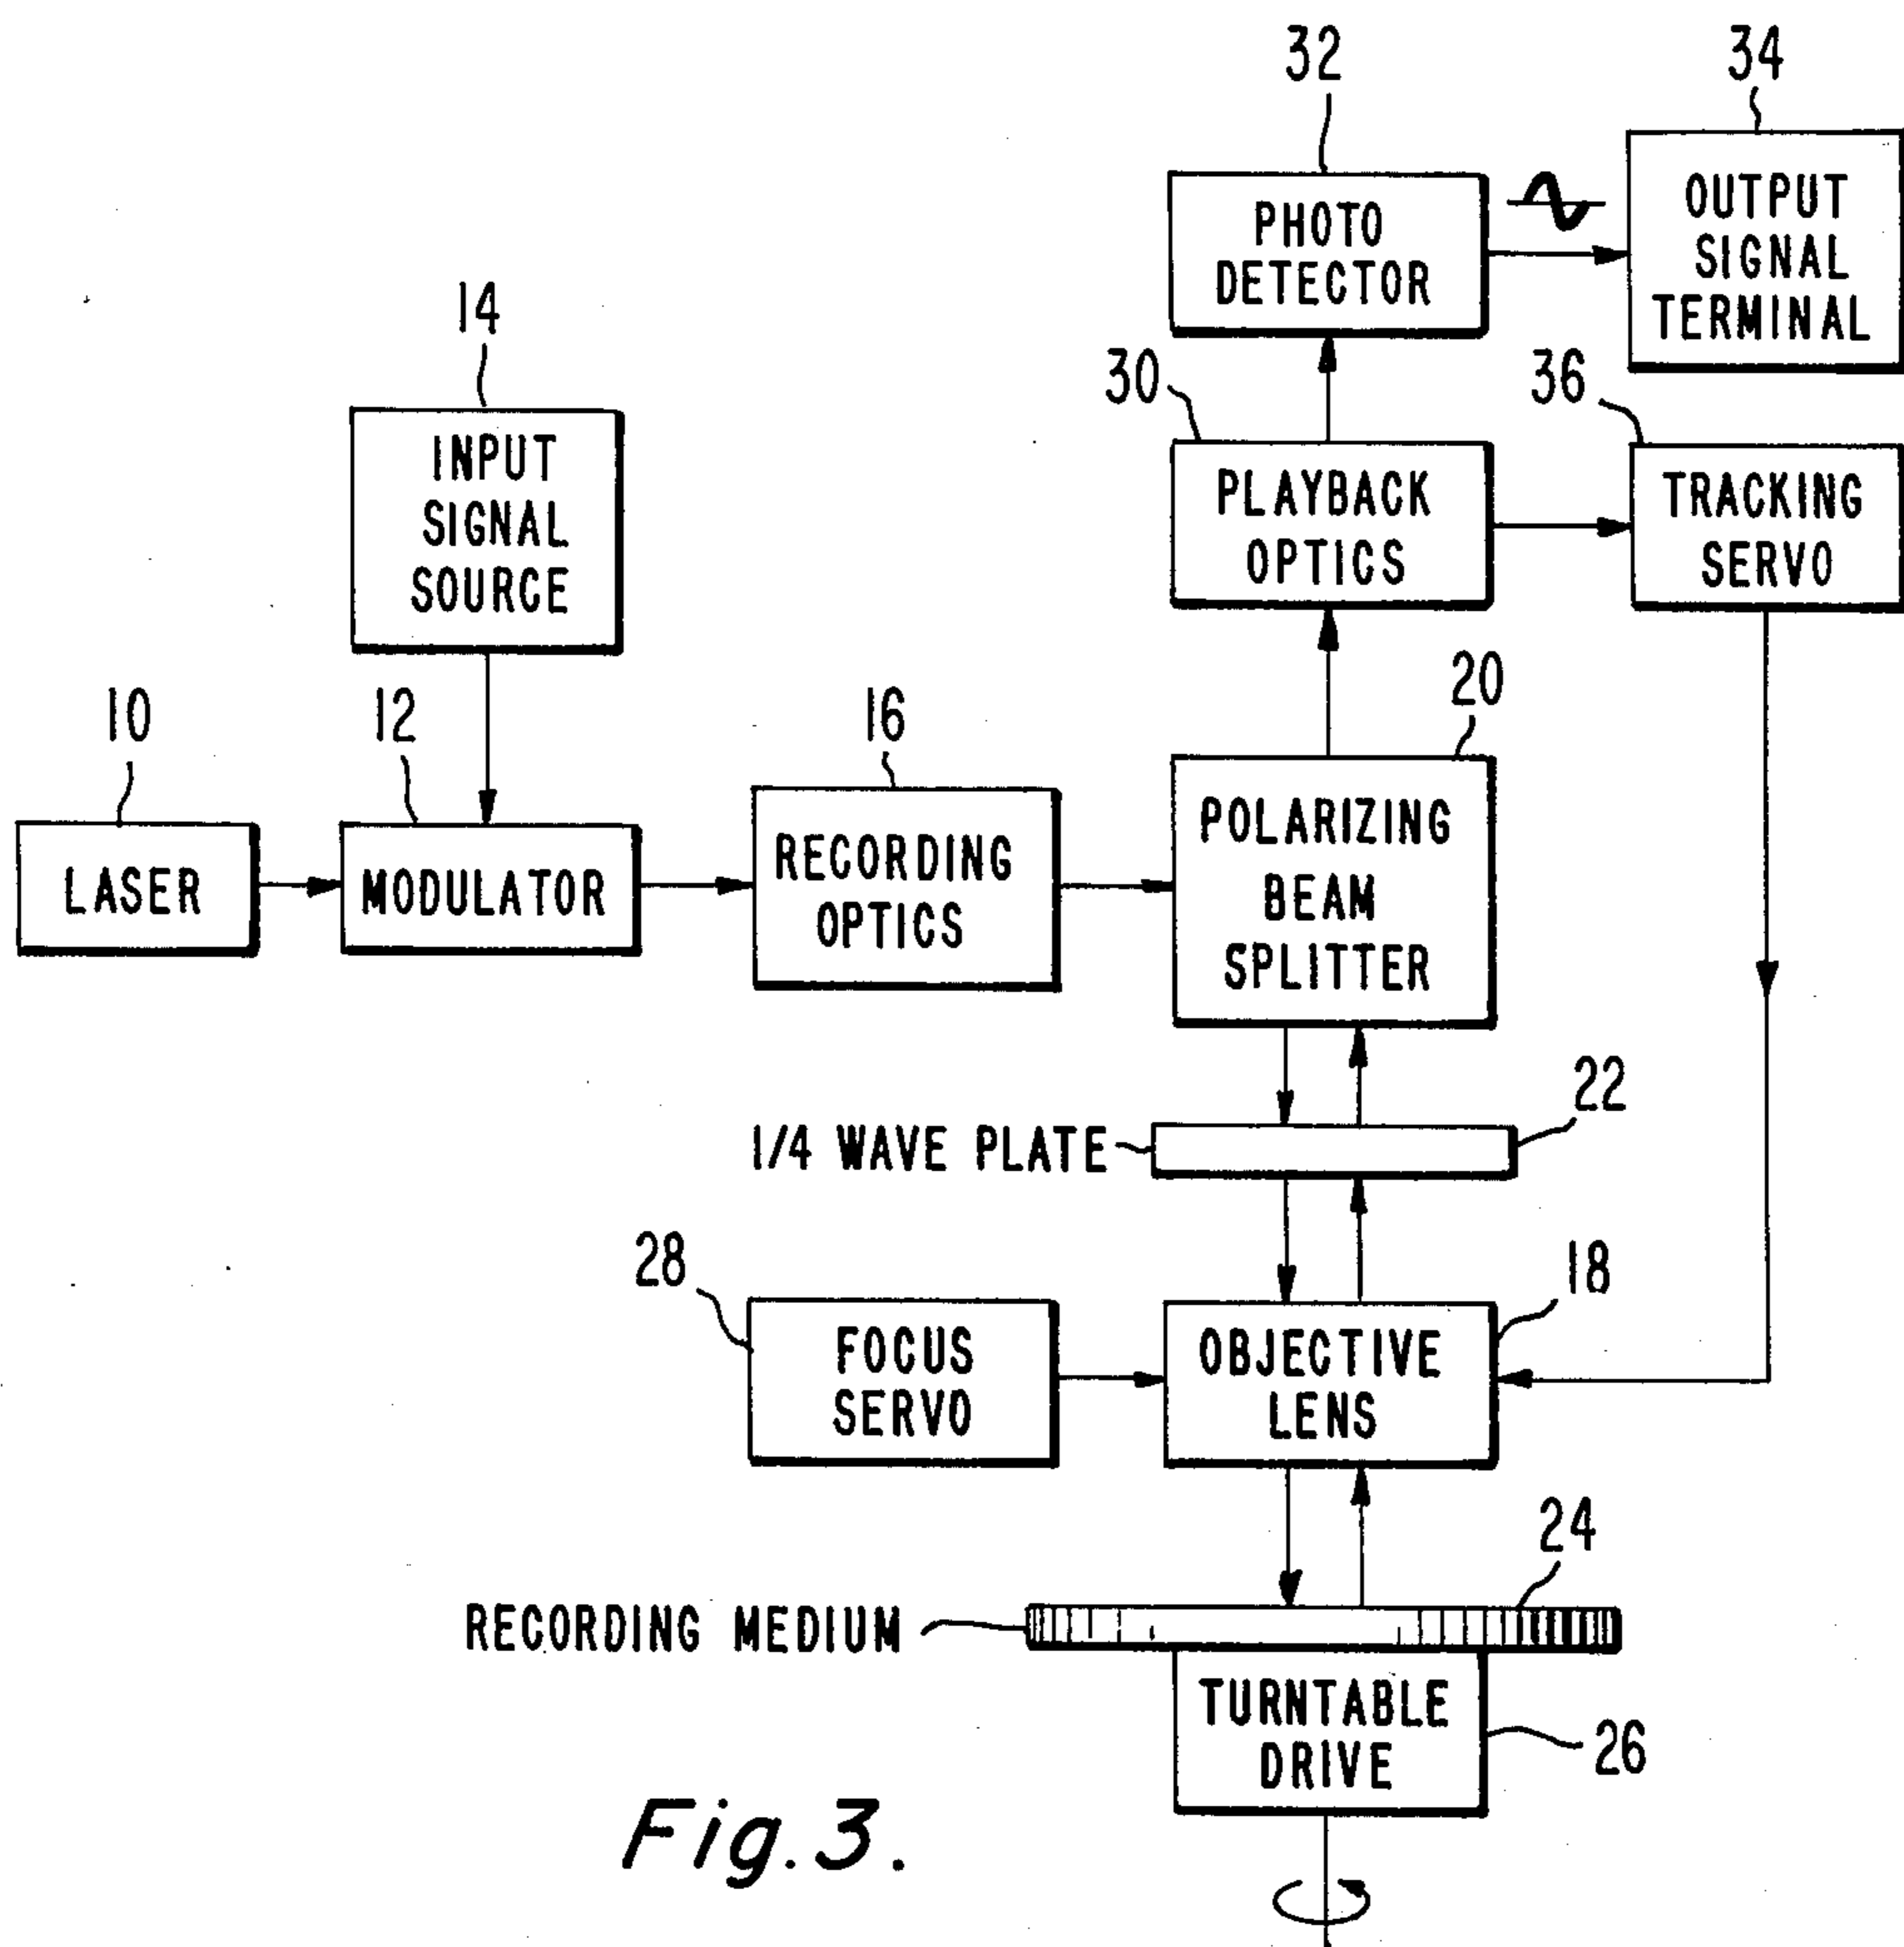 32
34
PHOTO
DETECTOR
OUTPUT
SIGNAL
TERMINAL
14
30
36
INPUT
SIGNAL
SOURCE
PLAYBACK
OPTICS
TRACKING
SERVO
10
12
16
20
LASER
MODULATOR
RECORDING
OPTICS
POLARIZING
BEAM
SPLITTER
22
1/4 WAVE PLATE
28
18
FOCUS
SERVO
OBJECTIVE
LENS
24
RECORDING MEDIUM
TURNTABLE
DRIVE
26
Fig. 3.